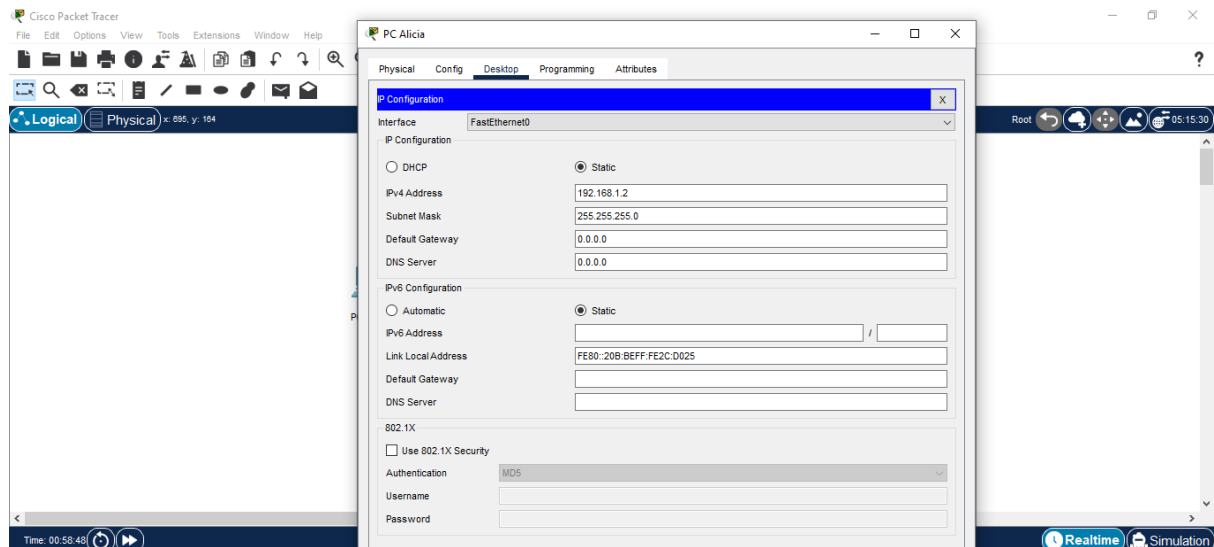 Cisco Packet Tracer
File Edit Options View Tools Extensions Window Help
?
Logical Physical x: 695, y: 164
Root 05:15:30
PC Alicia
Physical Config Desktop Programming Attributes
IP Configuration X
Interface FastEthernet0
IP Configuration
DHCP Static
IPv4 Address 192.168.1.2
Subnet Mask 255.255.255.0
Default Gateway 0.0.0.0
DNS Server 0.0.0.0
IPv6 Configuration
Automatic Static
IPv6 Address /
Link Local Address FE80::20B:BEFF:FE2C:D025
Default Gateway
DNS Server
802.1X
Use 802.1X Security
Authentication MD5
Username
Password
Time: 00:58:48 Realtime Simulation